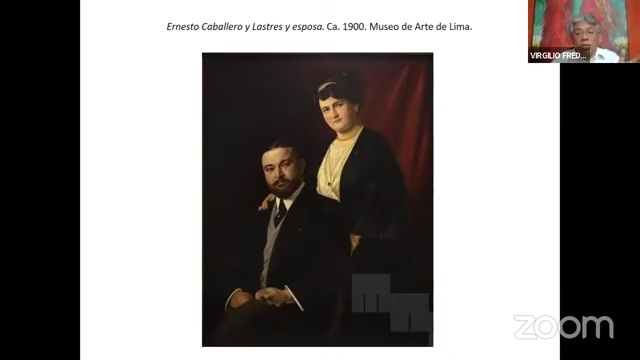 Ernesto Caballero y Lastres y esposa. Ca. 1900. Museo de Arte de Lima.
VIRGILIO FRED...
zoom